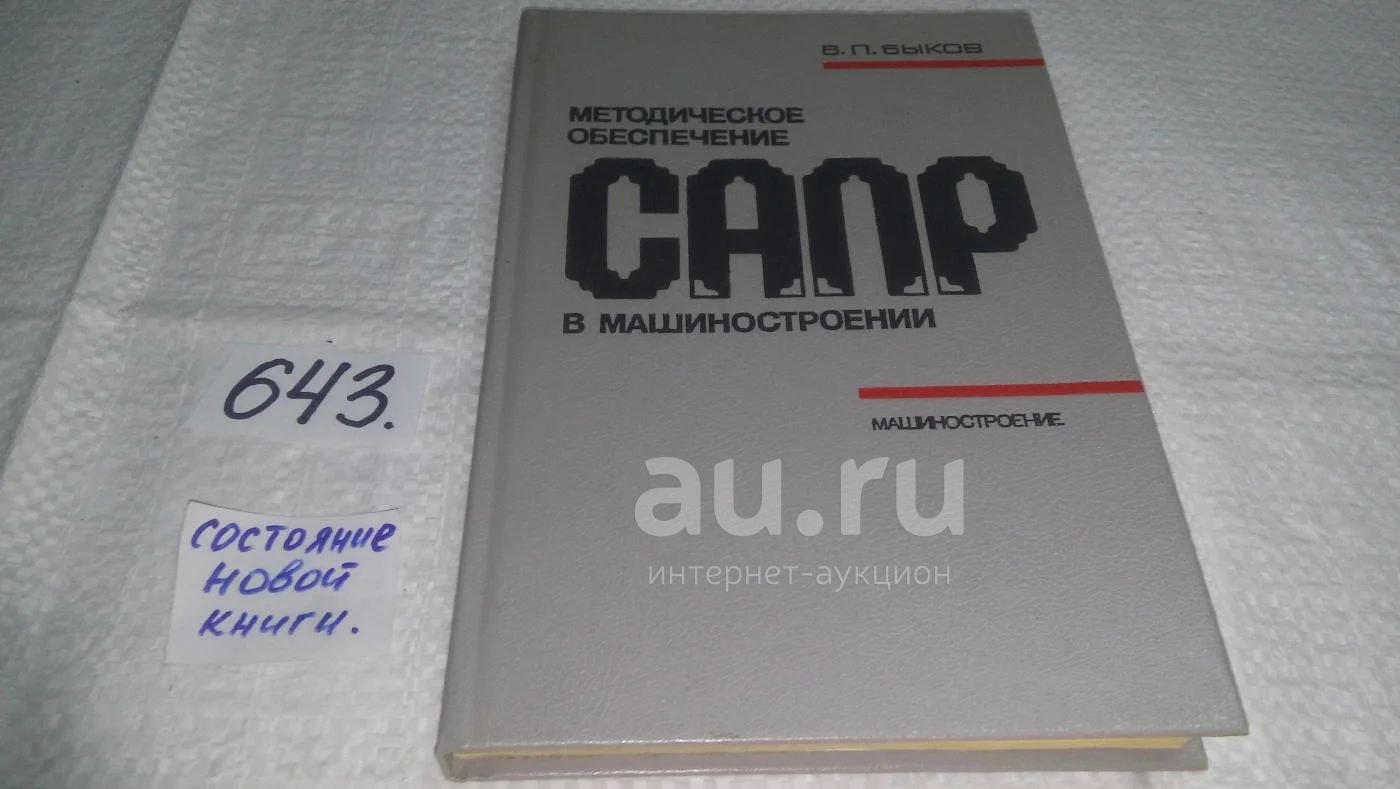 В. П. БЫКОВ
МЕТОДИЧЕСКОЕ
ОБЕСПЕЧЕНИЕ
САПР
В МАШИНОСТРОЕНИИ
МАШИНОСТРОЕНИЕ
643.
состояние
новой
книги.
au.ru
интернет-аукцион